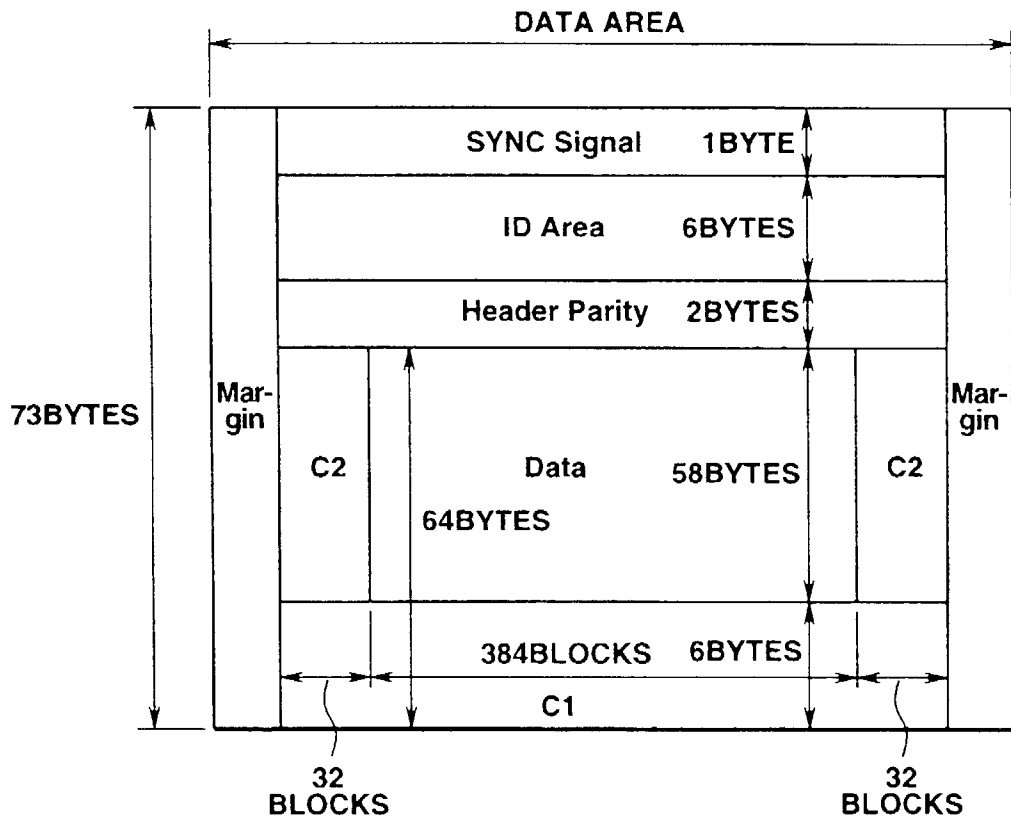 DATA AREA
SYNC Signal 1BYTE
ID Area 6BYTES
Header Parity 2BYTES
73BYTES
Mar-
gin
C2
Data
58BYTES
C2
Mar-
gin
64BYTES
384BLOCKS 6BYTES
C1
32
BLOCKS
32
BLOCKS